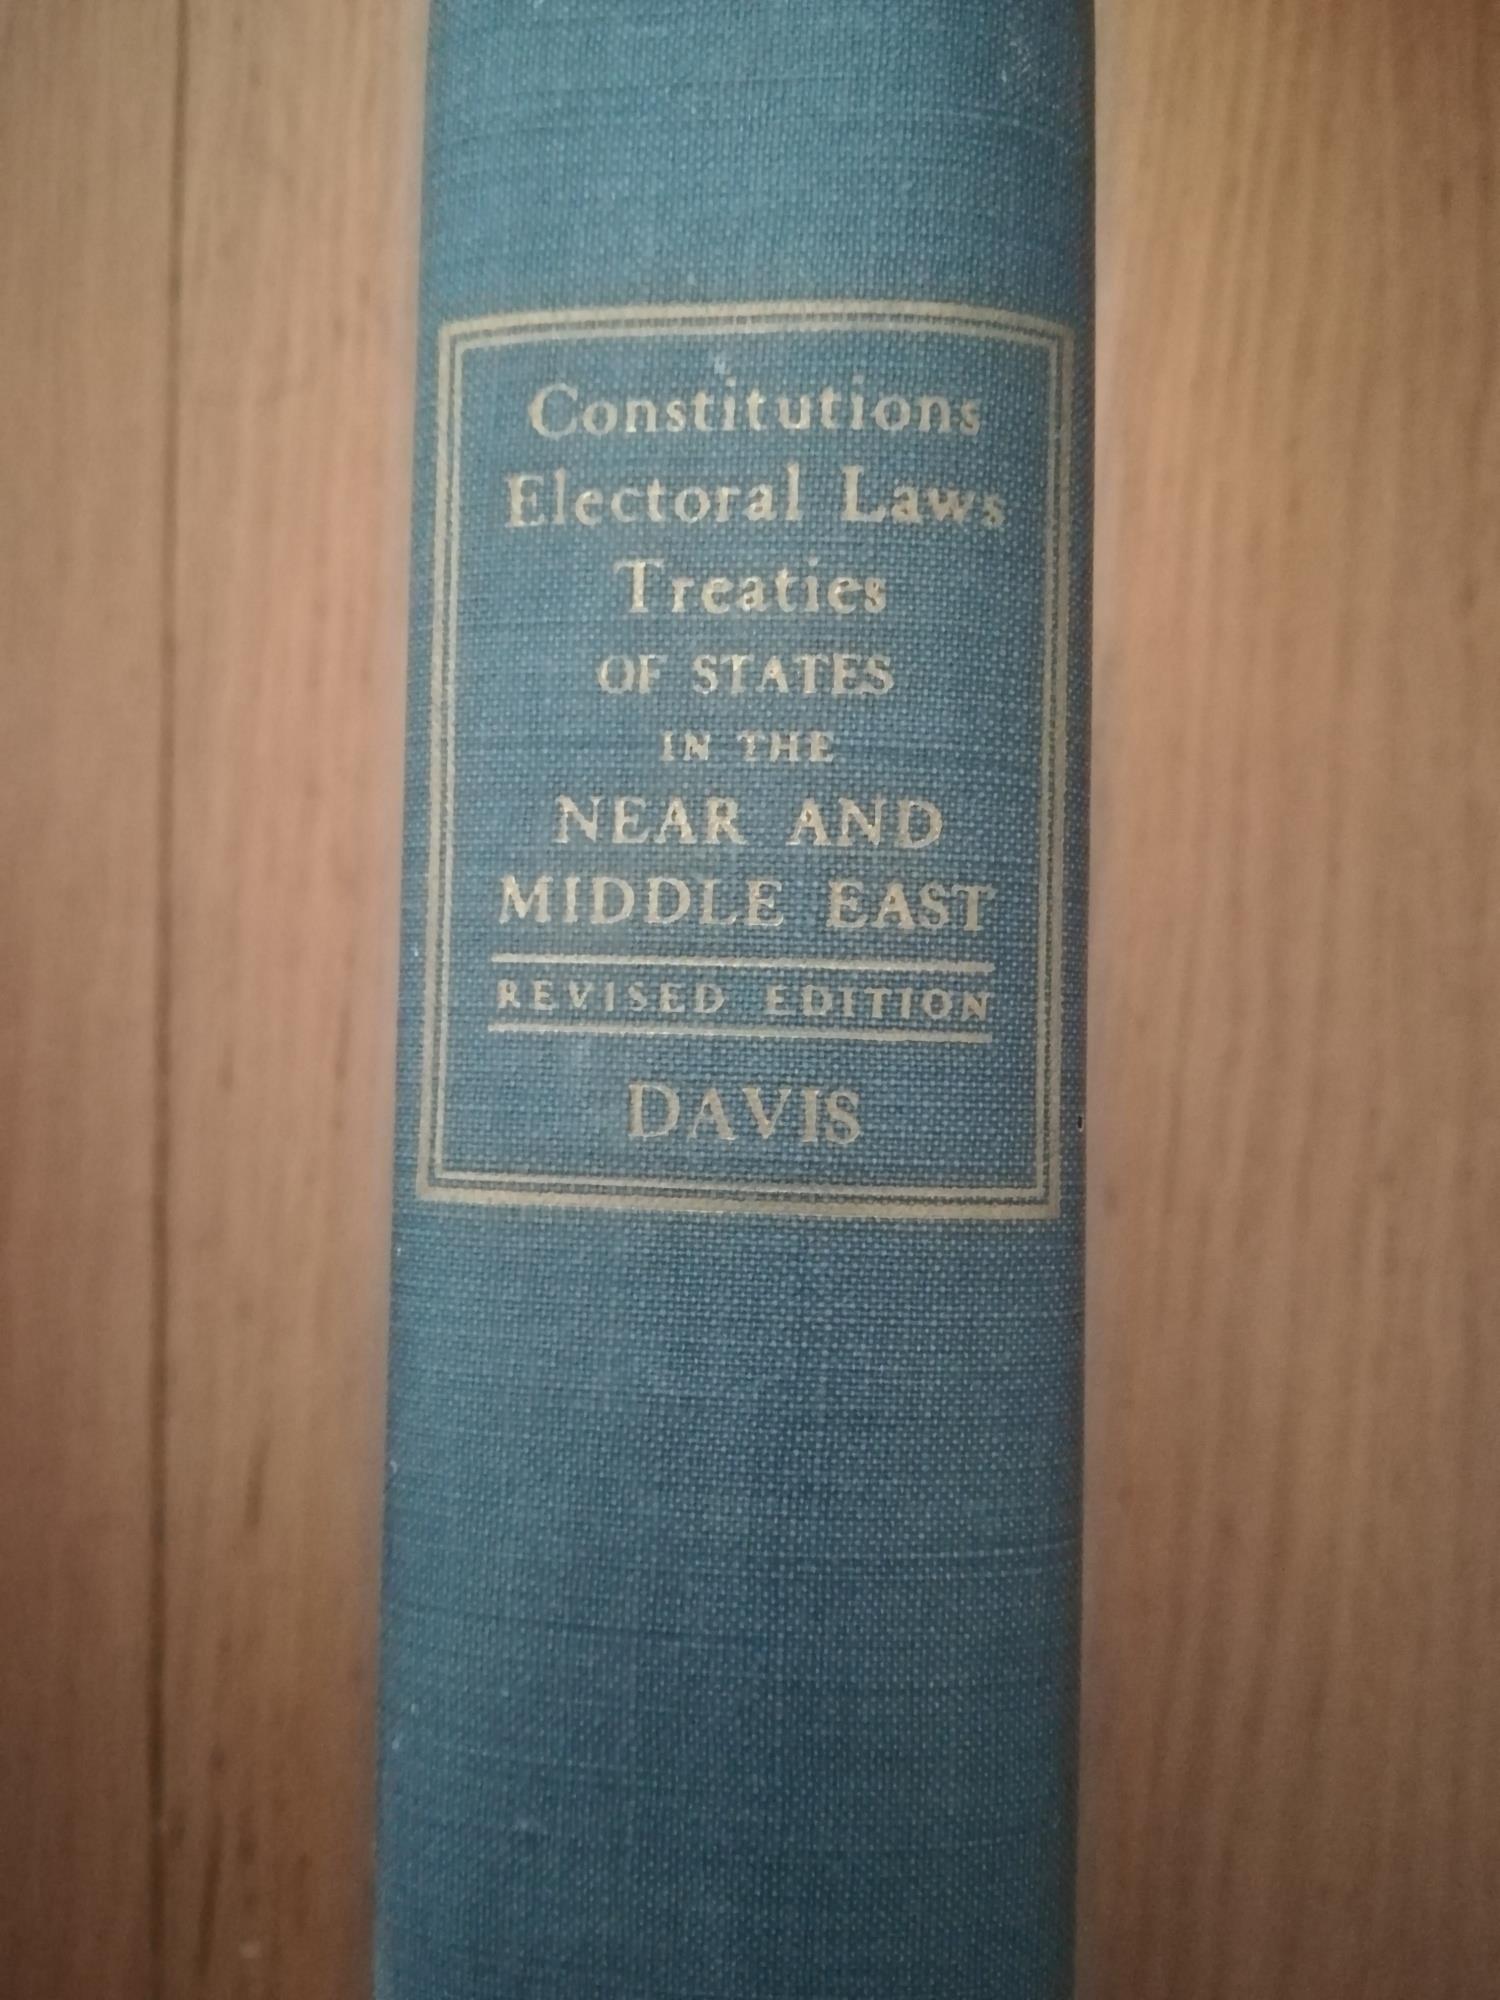 Constitutions
Electoral Laws
Treaties
OF STATES
IN THE
NEAR AND
MIDDLE EAST
REVISED EDITION
DAVIS